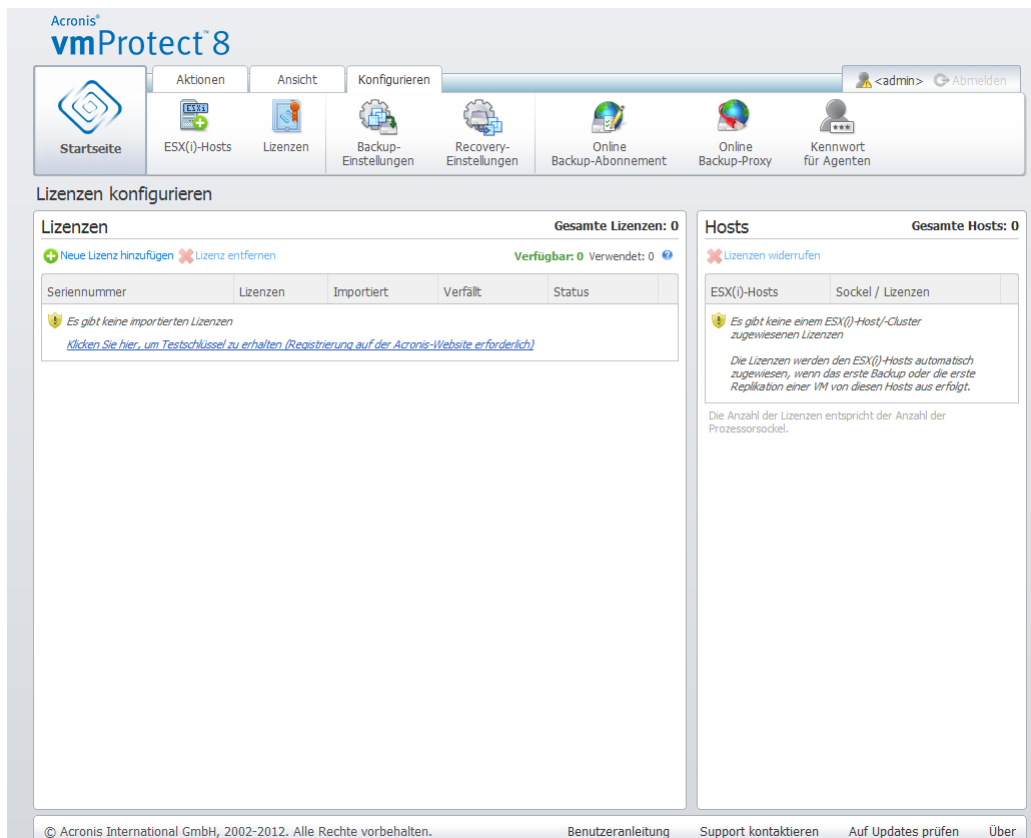 Acronis®
vmProtect™8
Aktionen
Ansicht
Konfigurieren
<admin>
Abmelden
Startseite
ESX(i)-Hosts
Lizenzen
Backup-
Einstellungen
Recovery-
Einstellungen
Online
Backup-Abonnement
Online
Backup-Proxy
Kennwort
für Agenten
Lizenzen konfigurieren
Lizenzen
Gesamte Lizenzen: 0
Neue Lizenz hinzufügen
Lizenz entfernen
Verfügbar: 0 Verwendet: 0
Seriennummer
Lizenzen
Importiert
Verfällt
Status
Es gibt keine importierten Lizenzen
Klicken Sie hier, um Testschlüssel zu erhalten (Registrierung auf der Acronis-Website erforderlich)
Hosts
Gesamte Hosts: 0
Lizenzen widerrufen
ESX(i)-Hosts
Sockel / Lizenzen
Es gibt keine einem ESX(i)-Host/-Cluster
zugewiesenen Lizenzen
Die Lizenzen werden den ESX(i)-Hosts automatisch
zugewiesen, wenn das erste Backup oder die erste
Replikation einer VM von diesen Hosts aus erfolgt.
Die Anzahl der Lizenzen entspricht der Anzahl der
Prozessorsockel.
© Acronis International GmbH, 2002-2012. Alle Rechte vorbehalten.
Benutzeranleitung
Support kontaktieren
Auf Updates prüfen
Über